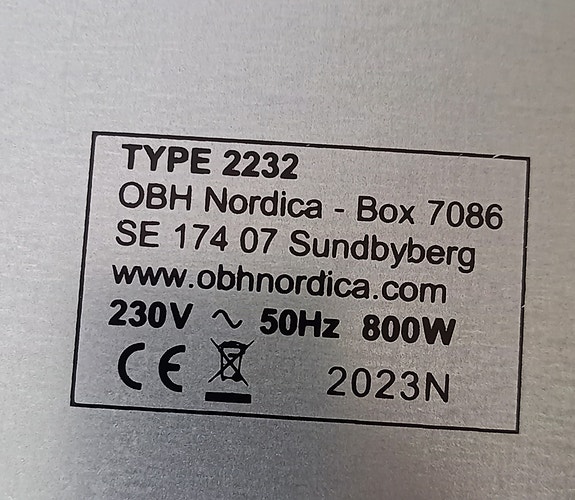 TYPE 2232
OBH Nordica - Box 7086
SE 174 07 Sundbyberg
www.obhnordica.com
230V ~ 50Hz 800W
CE 2023N